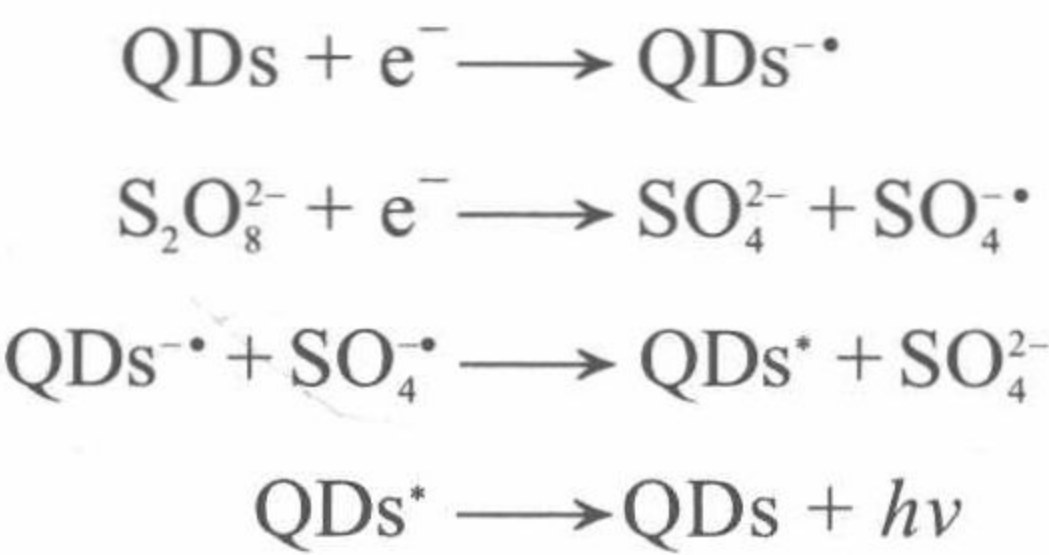 QDs + e⁻ ⟶ QDs⁻•
S₂O₈²⁻ + e⁻ ⟶ SO₄²⁻ + SO₄⁻•
QDs⁻• + SO₄⁻• ⟶ QDs* + SO₄²⁻
QDs* ⟶ QDs + hν